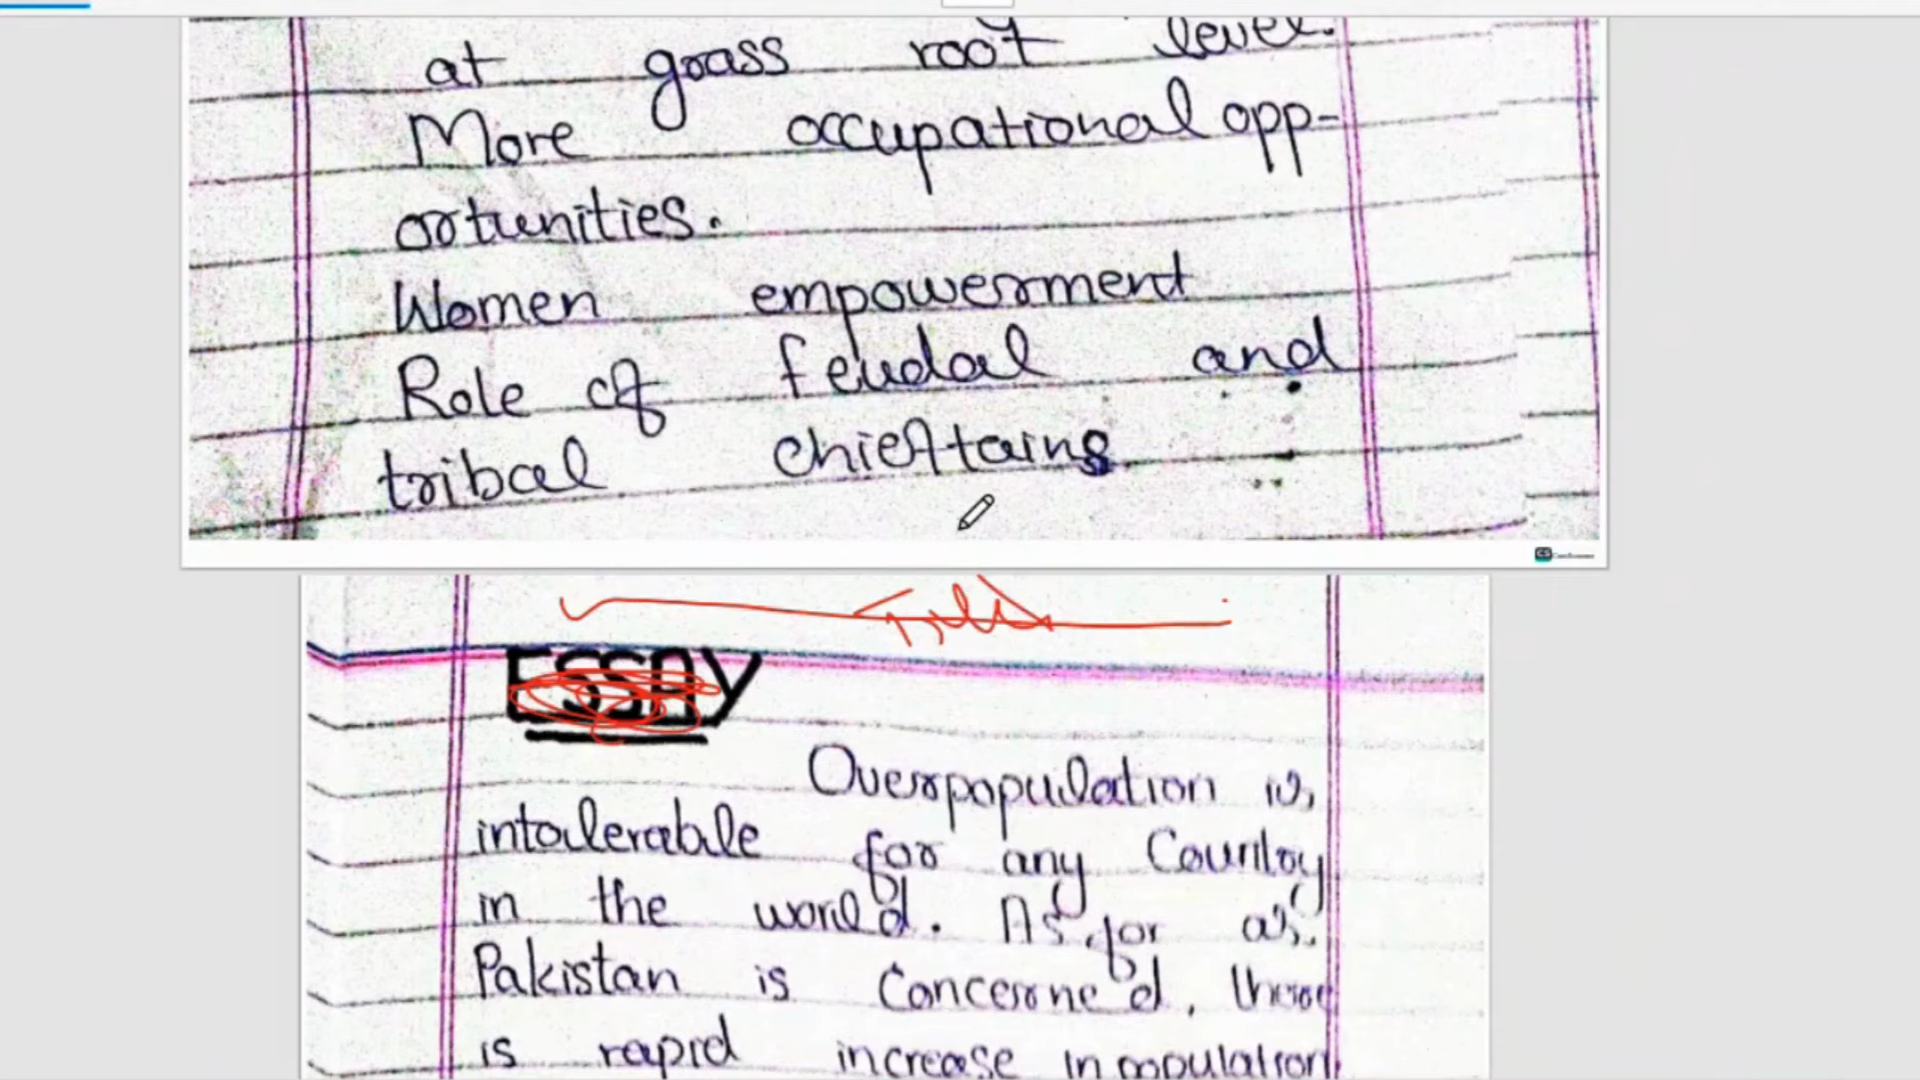 at grass root level.
More occupational opp-
ortunities.
Women empowerment
Role of feudal and
tribal chieftains
CS CamScanner
ESSAY
Overpopulation is
intolerable for any Country
in the world. As for as
Pakistan is Concerned, there
is rapid increase in population